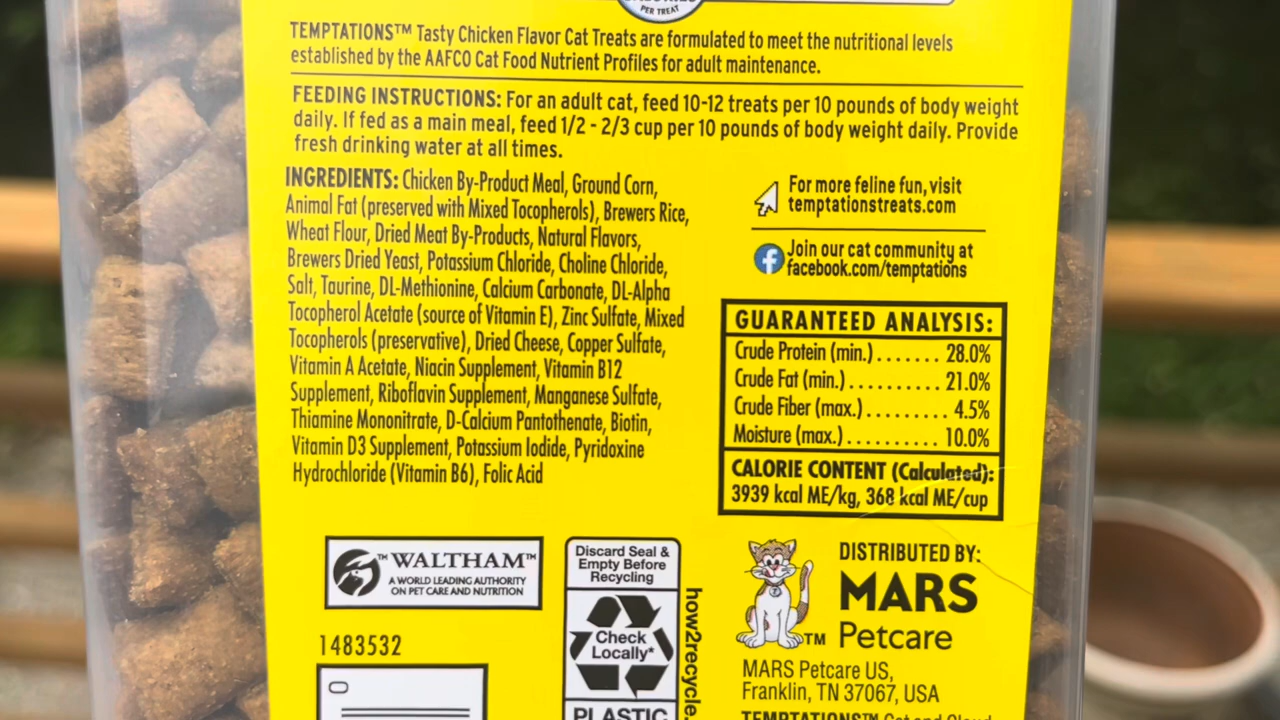 PER TREAT
TEMPTATIONS™ Tasty Chicken Flavor Cat Treats are formulated to meet the nutritional levels
established by the AAFCO Cat Food Nutrient Profiles for adult maintenance.
FEEDING INSTRUCTIONS: For an adult cat, feed 10-12 treats per 10 pounds of body weight
daily. If fed as a main meal, feed 1/2 - 2/3 cup per 10 pounds of body weight daily. Provide
fresh drinking water at all times.
INGREDIENTS: Chicken By-Product Meal, Ground Corn,
Animal Fat (preserved with Mixed Tocopherols), Brewers Rice,
Wheat Flour, Dried Meat By-Products, Natural Flavors,
Brewers Dried Yeast, Potassium Chloride, Choline Chloride,
Salt, Taurine, DL-Methionine, Calcium Carbonate, DL-Alpha
Tocopherol Acetate (source of Vitamin E), Zinc Sulfate, Mixed
Tocopherols (preservative), Dried Cheese, Copper Sulfate,
Vitamin A Acetate, Niacin Supplement, Vitamin B12
Supplement, Riboflavin Supplement, Manganese Sulfate,
Thiamine Mononitrate, D-Calcium Pantothenate, Biotin,
Vitamin D3 Supplement, Potassium Iodide, Pyridoxine
Hydrochloride (Vitamin B6), Folic Acid
For more feline fun, visit
temptationstreats.com
Join our cat community at
facebook.com/temptations
GUARANTEED ANALYSIS:
Crude Protein (min.) ........ 28.0%
Crude Fat (min.) .......... 21.0%
Crude Fiber (max.) ......... 4.5%
Moisture (max.) .......... 10.0%
CALORIE CONTENT (Calculated):
3939 kcal ME/kg, 368 kcal ME/cup
™ WALTHAM™
A WORLD LEADING AUTHORITY
ON PET CARE AND NUTRITION
1483532
Discard Seal &
Empty Before
Recycling
Check
Locally*
PLASTIC
how2recycle.
TM
DISTRIBUTED BY:
MARS
Petcare
MARS Petcare US,
Franklin, TN 37067, USA
TEMPTATIONS™ Cat and Cloud